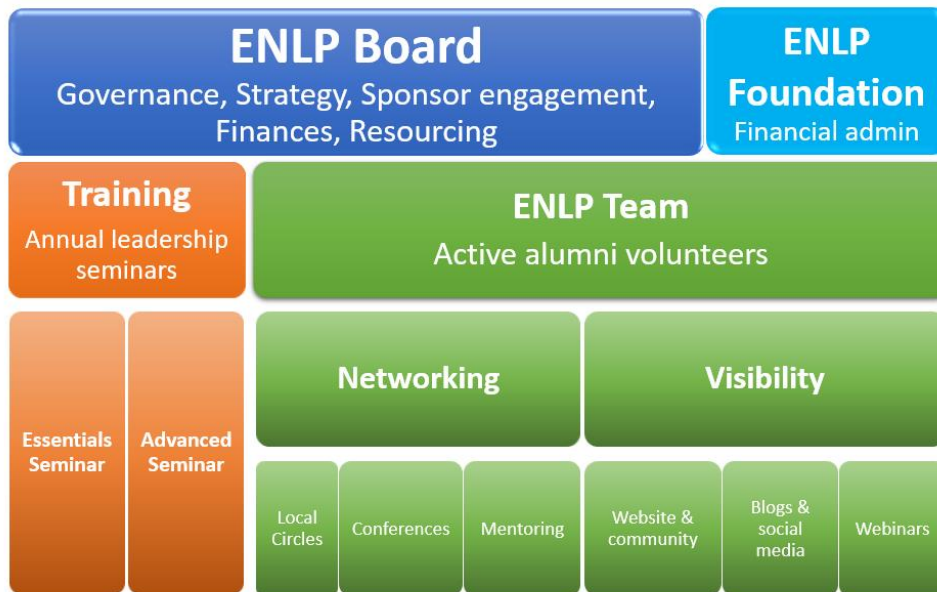 ENLP Board
Governance, Strategy, Sponsor engagement,
Finances, Resourcing
ENLP
Foundation
Financial admin
Training
Annual leadership
seminars
ENLP Team
Active alumni volunteers
Essentials
Seminar
Advanced
Seminar
Networking
Visibility
Local
Circles
Conferences
Mentoring
Website &
community
Blogs &
social
media
Webinars